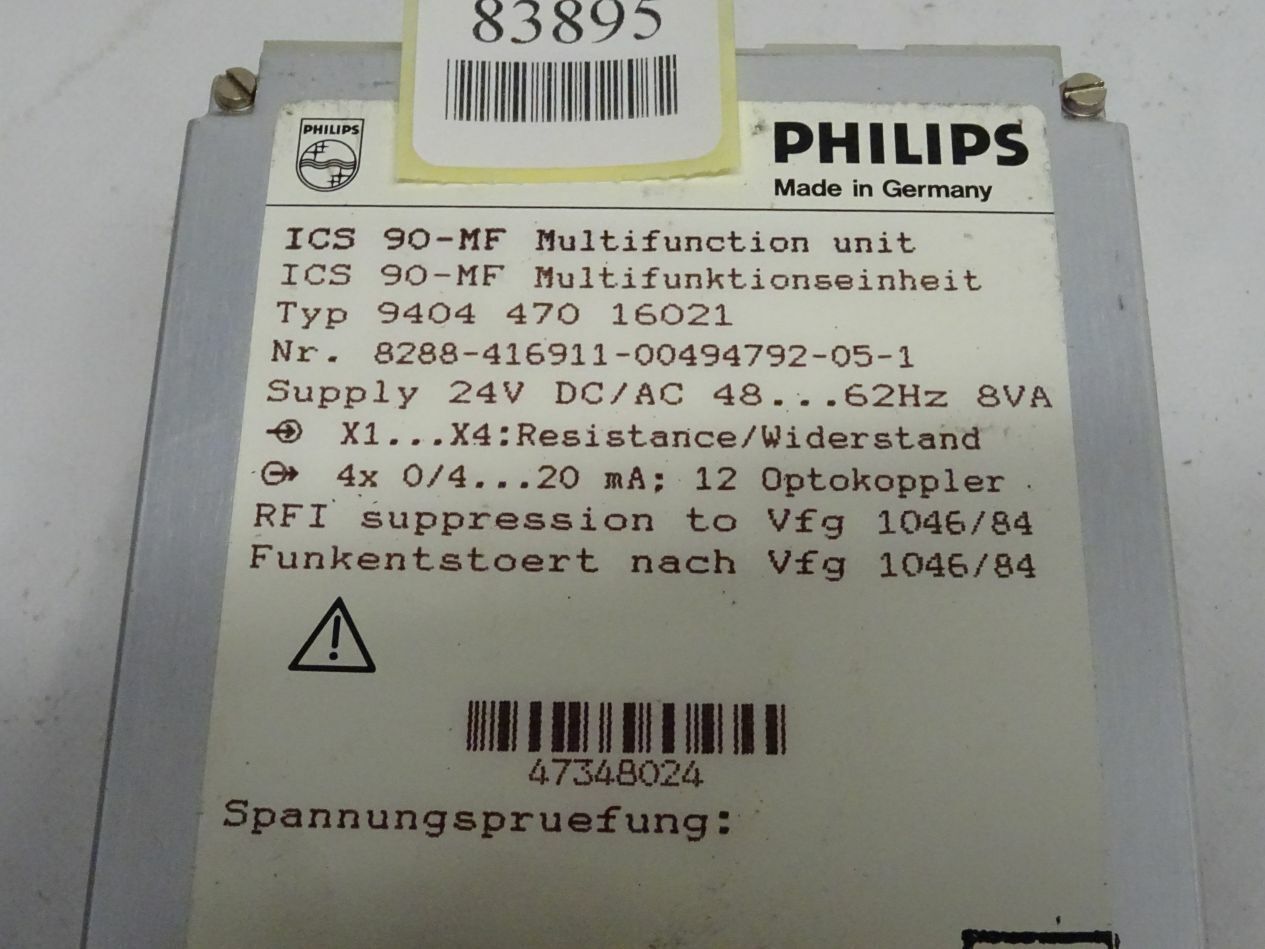 83895
PHILIPS
PHILIPS
Made in Germany
ICS 90-MF Multifunction unit
ICS 90-MF Multifunktionseinheit
Typ 9404 470 16021
Nr. 8288-416911-00494792-05-1
Supply 24V DC/AC 48...62Hz 8VA
X1...X4:Resistance/Widerstand
4x 0/4...20 mA; 12 Optokoppler
RFI suppression to Vfg 1046/84
Funkentstoert nach Vfg 1046/84
47348024
Spannungspruefung: